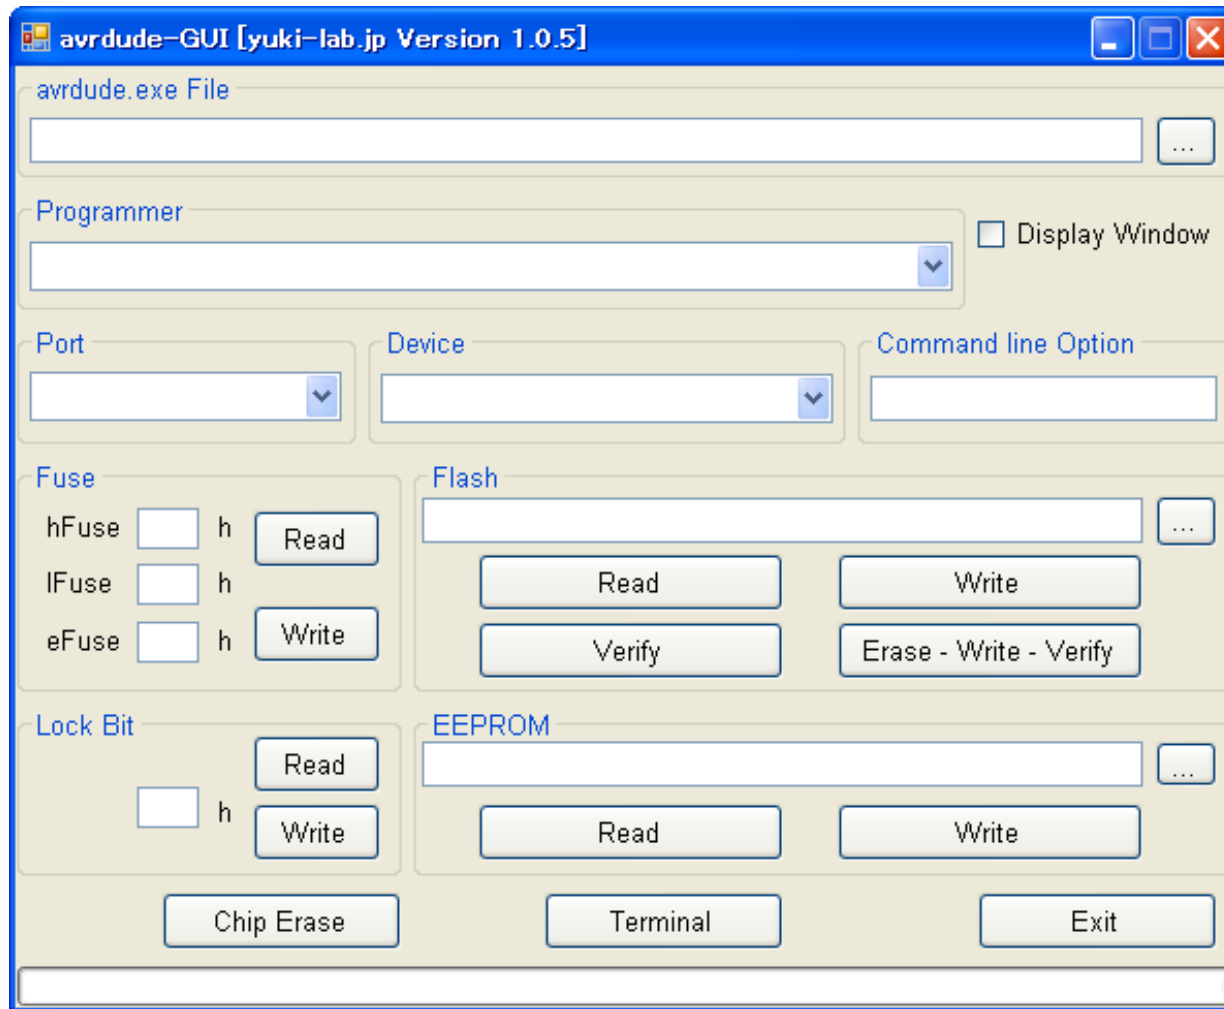 avrdude-GUI [yuki-lab.jp Version 1.0.5]
avrdude.exe File
...
Programmer
Display Window
Port
Device
Command line Option
Fuse
hFuse h
Read
lFuse h
eFuse h
Write
Flash
...
Read
Write
Verify
Erase - Write - Verify
Lock Bit
Read
h
Write
EEPROM
...
Read
Write
Chip Erase
Terminal
Exit